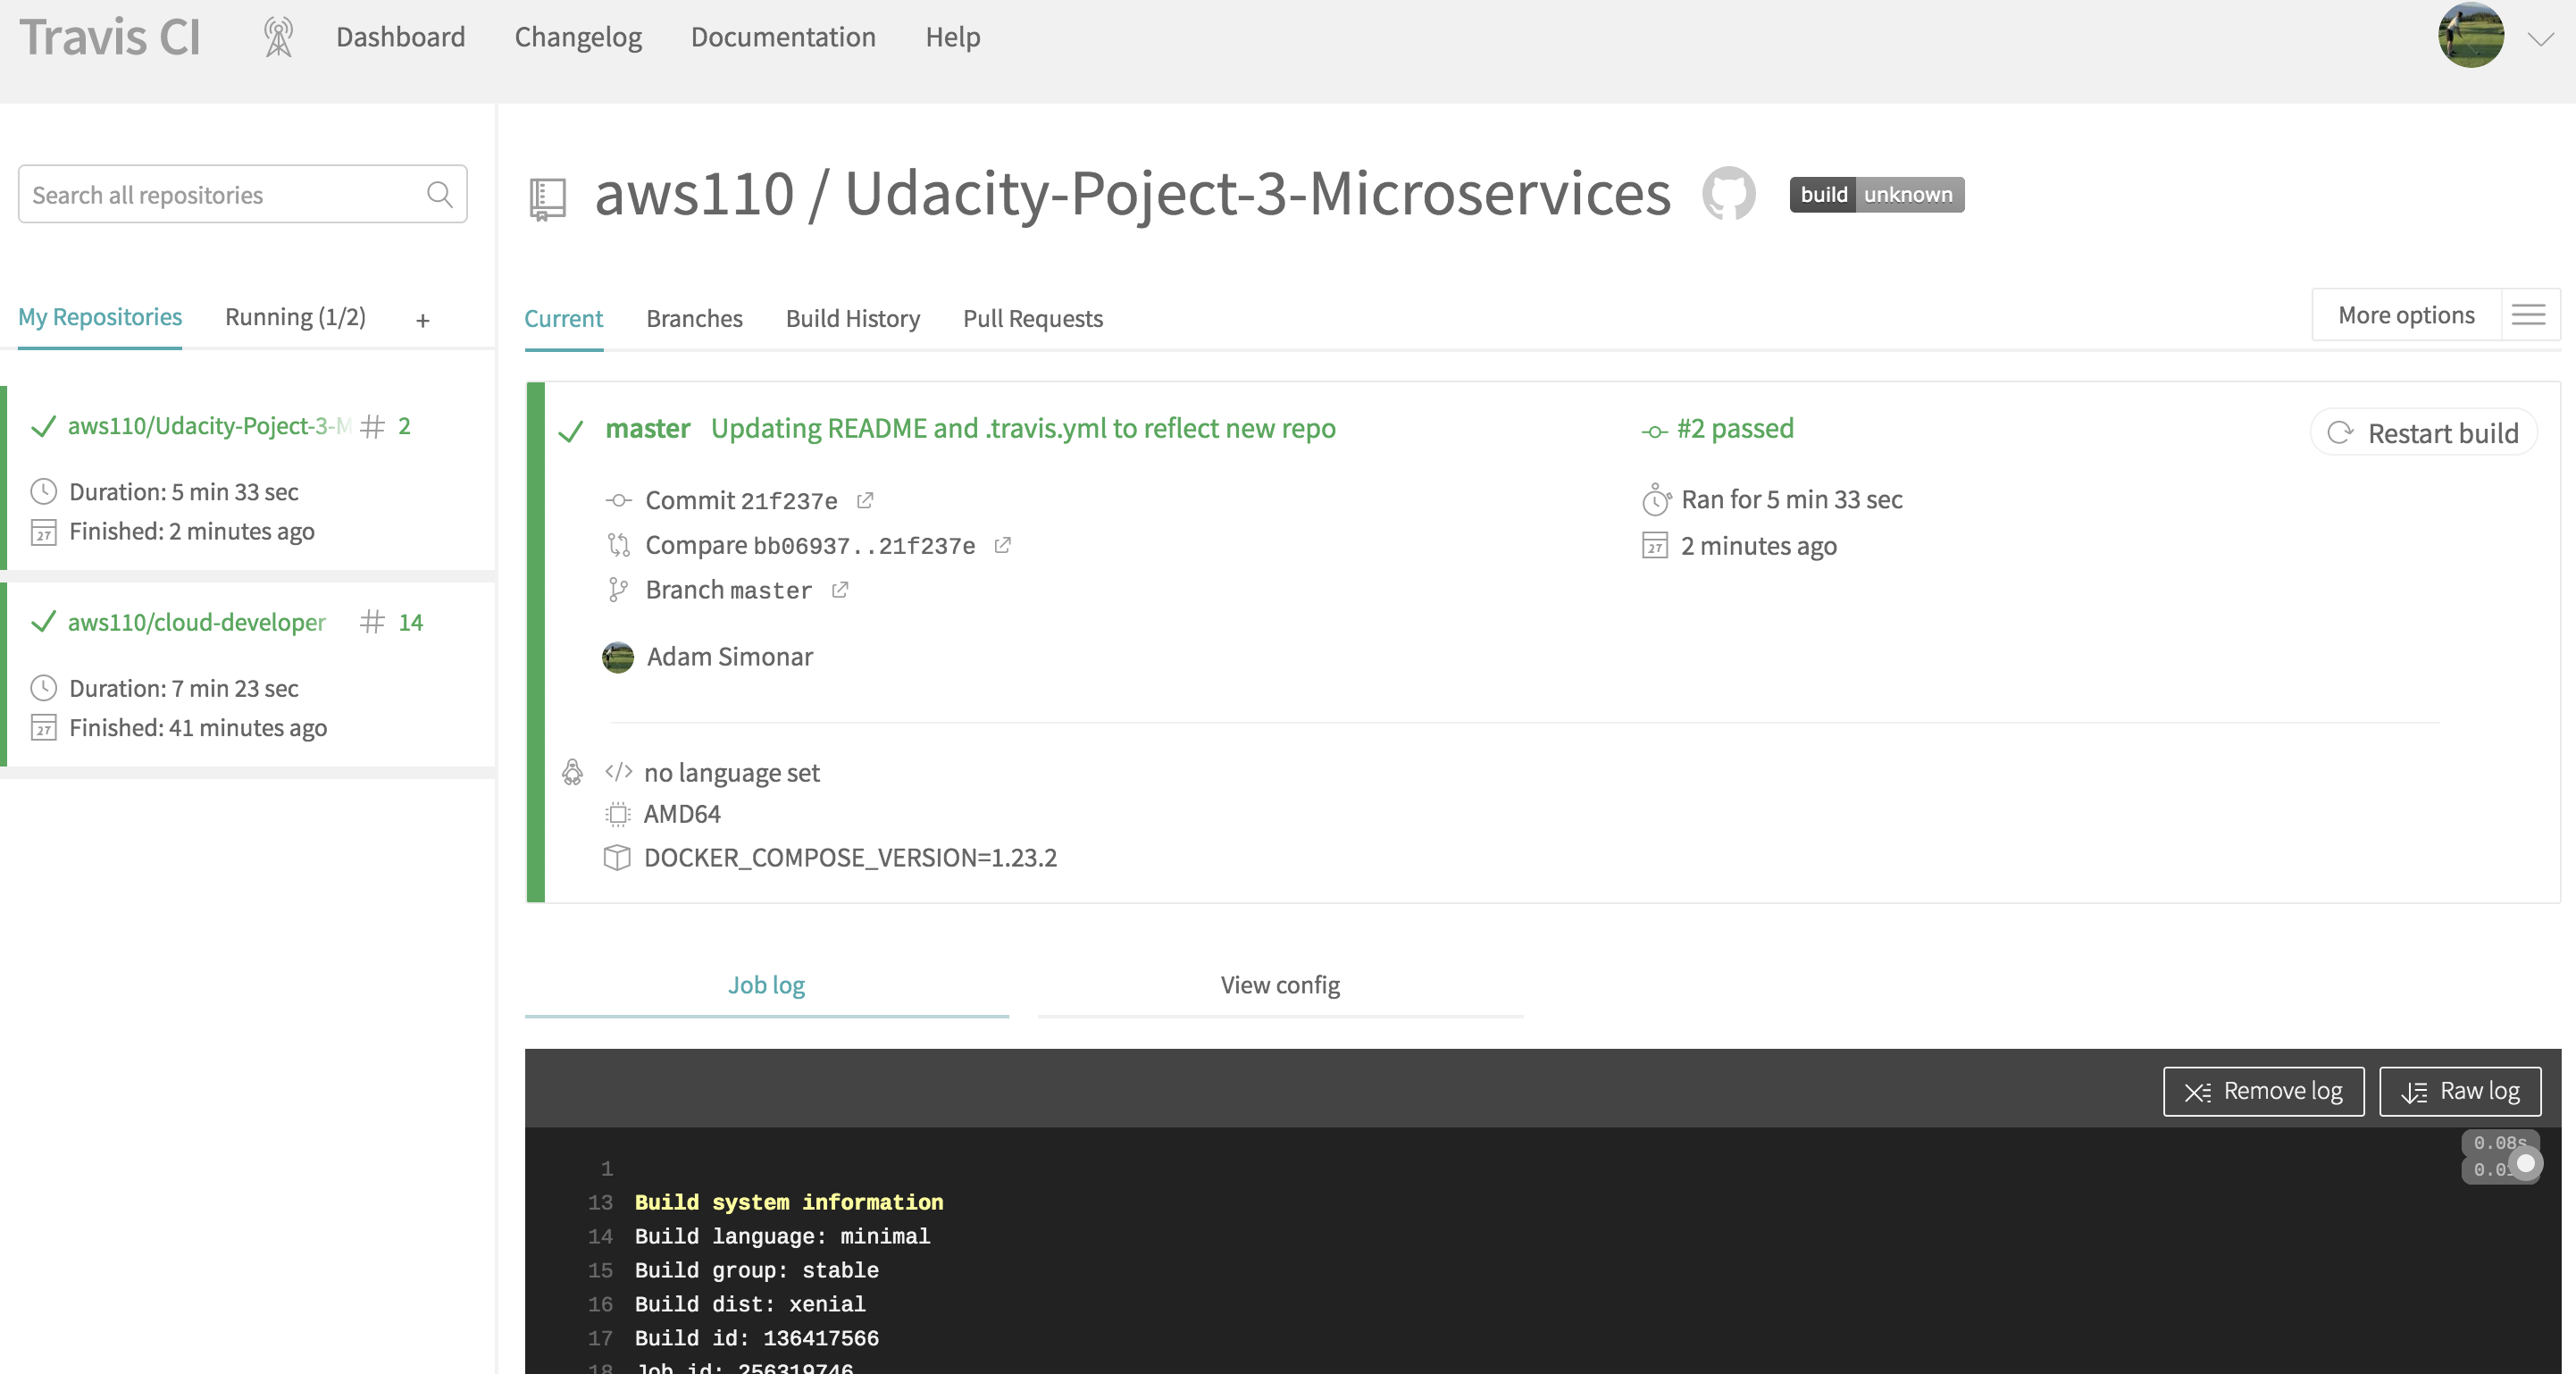 Travis CI Dashboard Changelog Documentation Help
Search all repositories
My Repositories Running (1/2) +
aws110/Udacity-Poject-3-M # 2
Duration: 5 min 33 sec
27 Finished: 2 minutes ago
aws110/cloud-developer # 14
Duration: 7 min 23 sec
27 Finished: 41 minutes ago
aws110 / Udacity-Poject-3-Microservices build unknown
Current Branches Build History Pull Requests More options
master Updating README and .travis.yml to reflect new repo
Commit 21f237e
Compare bb06937..21f237e
Branch master
Adam Simonar
#2 passed
Ran for 5 min 33 sec
27 2 minutes ago
Restart build
</> no language set
AMD64
DOCKER_COMPOSE_VERSION=1.23.2
Job log View config
Remove log Raw log
0.08s
1
13 Build system information
14 Build language: minimal
15 Build group: stable
16 Build dist: xenial
17 Build id: 136417566
18 Job id: 256319746